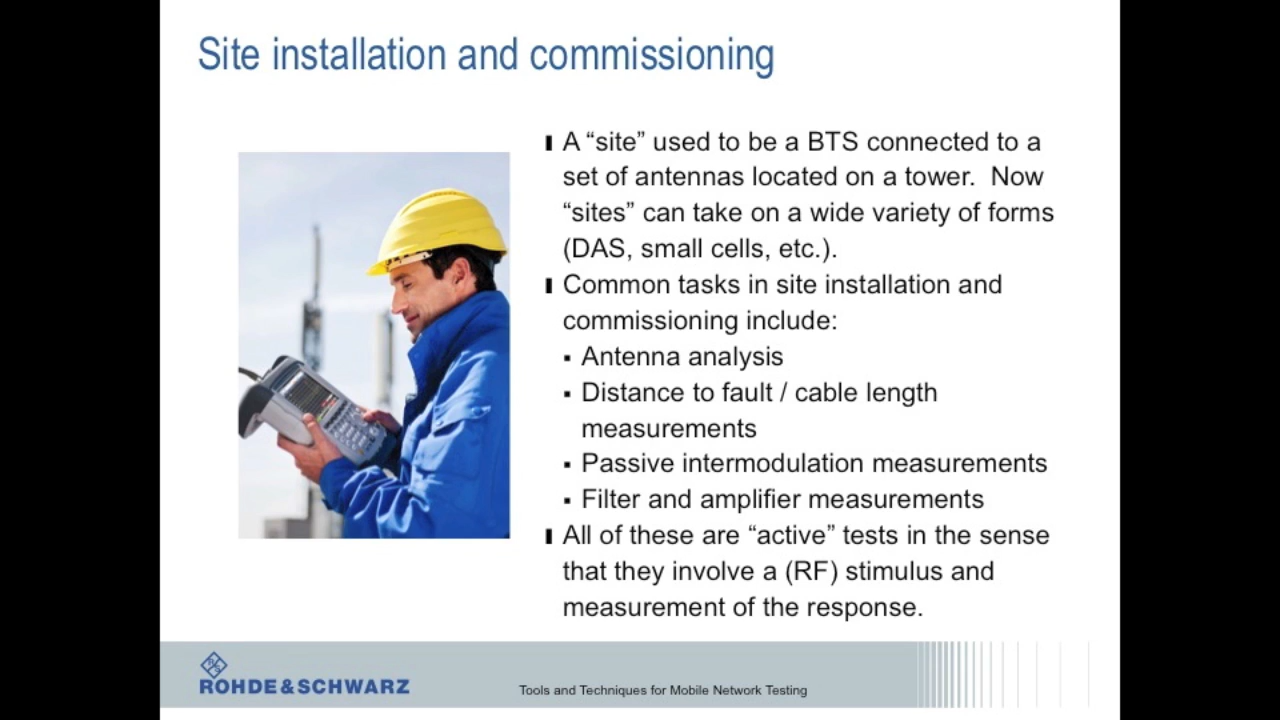 Site installation and commissioning
A “site” used to be a BTS connected to a
set of antennas located on a tower.  Now
“sites” can take on a wide variety of forms
(DAS, small cells, etc.).
Common tasks in site installation and
commissioning include:
▪ Antenna analysis
▪ Distance to fault / cable length
measurements
▪ Passive intermodulation measurements
▪ Filter and amplifier measurements
All of these are “active” tests in the sense
that they involve a (RF) stimulus and
measurement of the response.
R S
ROHDE&SCHWARZ
Tools and Techniques for Mobile Network Testing